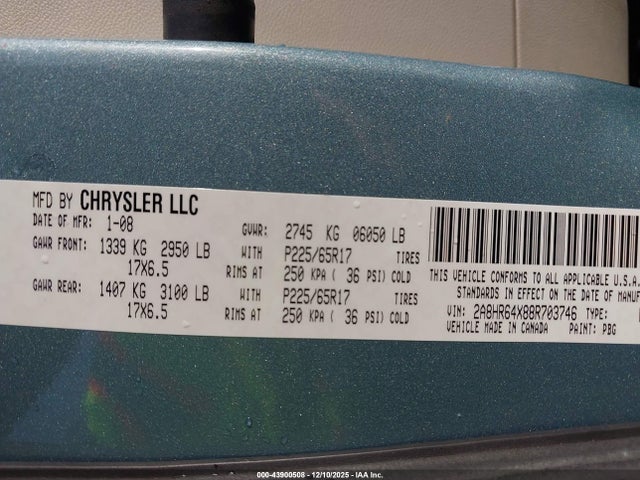 MFD BY CHRYSLER LLC
DATE OF MFR: 1-08 GVWR: 2745 KG 06050 LB
GAWR FRONT: 1339 KG 2950 LB WITH P225/65R17 TIRES
17X6.5 RIMS AT 250 KPA ( 36 PSI) COLD
GAWR REAR: 1407 KG 3100 LB WITH P225/65R17 TIRES
17X6.5 RIMS AT 250 KPA ( 36 PSI) COLD
THIS VEHICLE CONFORMS TO ALL APPLICABLE U.S.A.
STANDARDS IN EFFECT ON THE DATE OF MANU
VIN: 2A8HR64X88R703746 TYPE:
VEHICLE MADE IN CANADA PAINT: PBG
000-43900508 - 12/10/2025 - IAA Inc.